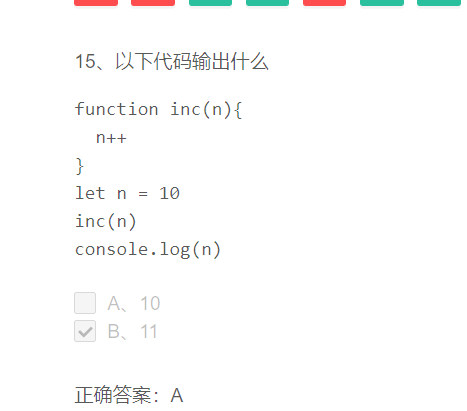 15、以下代码输出什么
function inc(n){
  n++
}
let n = 10
inc(n)
console.log(n)
A、10
B、11
正确答案：A